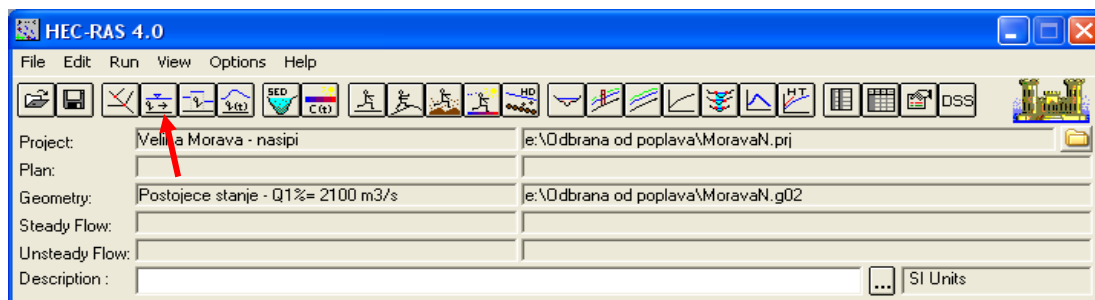 HEC-RAS 4.0
File Edit Run View Options Help
SED C(t) HD HT DSS
Project: Velika Morava - nasipi e:\Odbrana od poplava\MoravaN.prj
Plan:
Geometry: Postojece stanje - Q1%= 2100 m3/s e:\Odbrana od poplava\MoravaN.g02
Steady Flow:
Unsteady Flow:
Description : ... SI Units